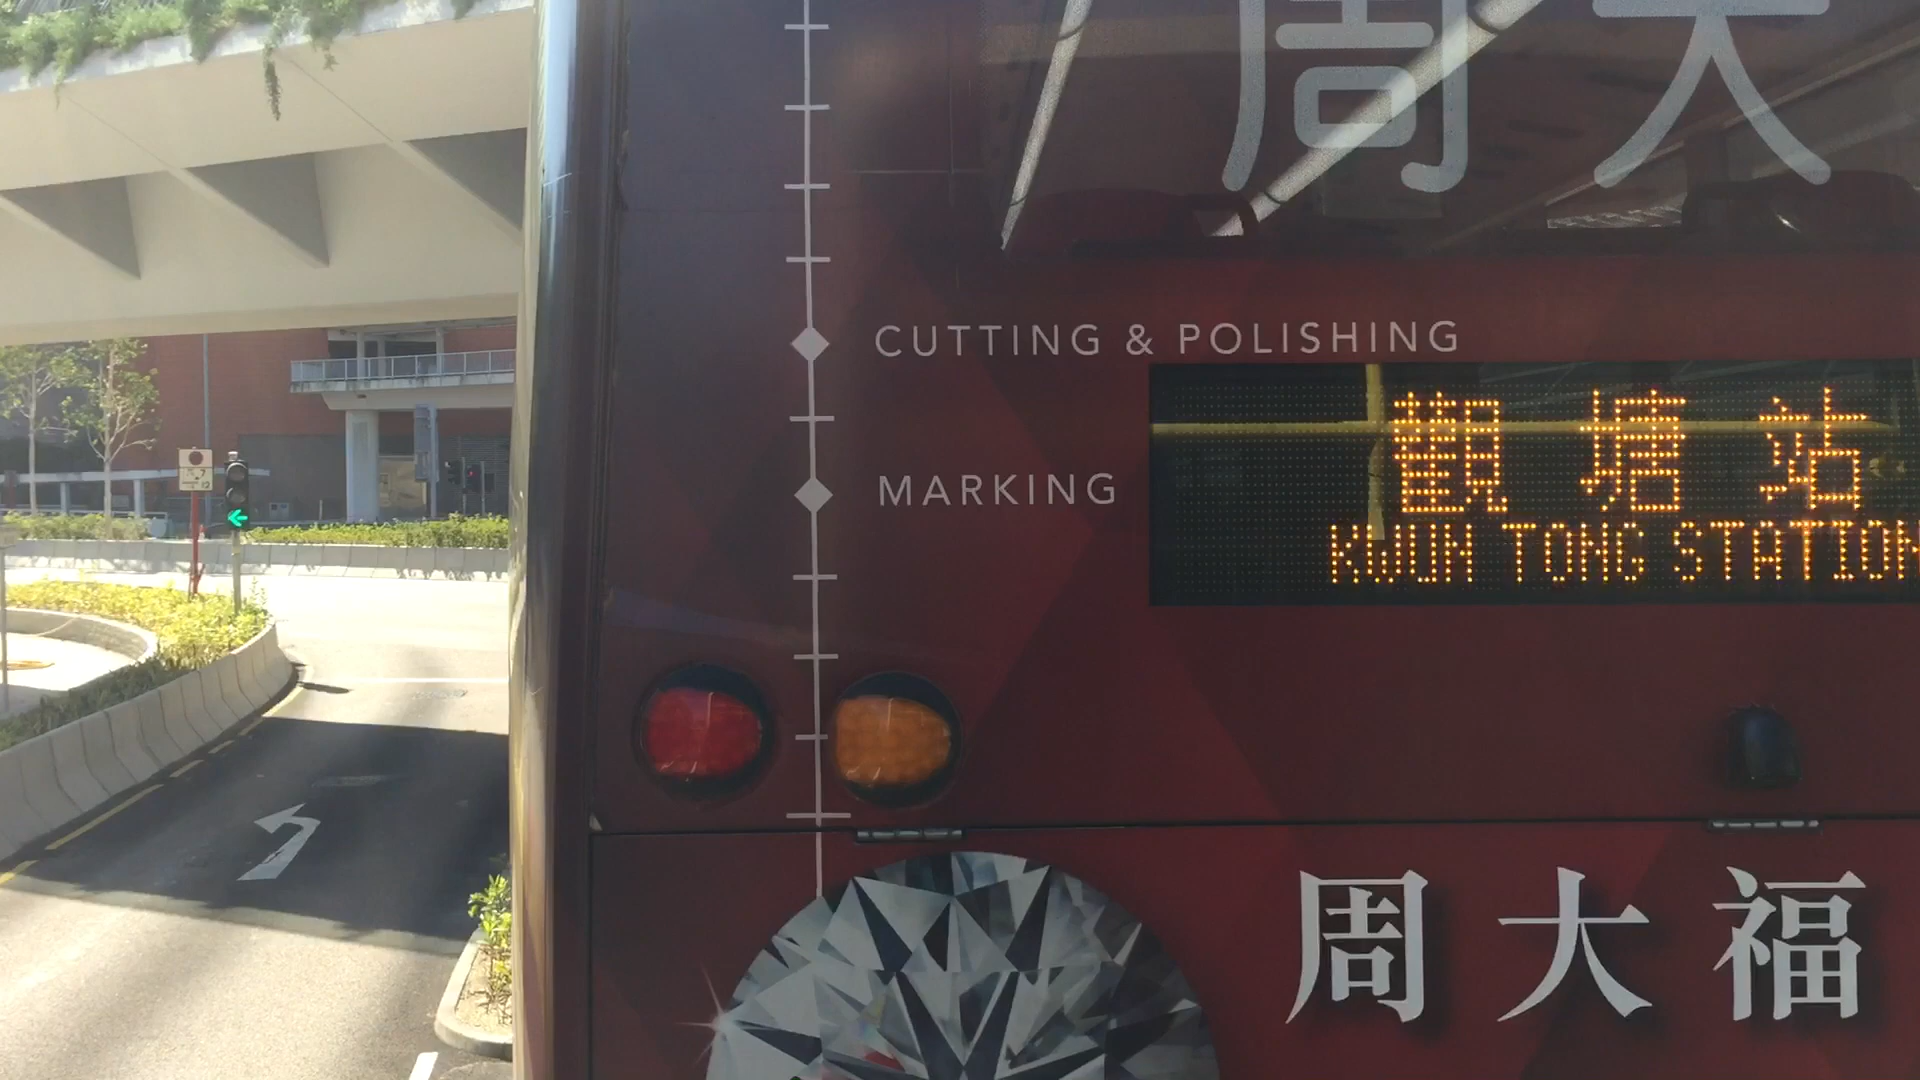 周大
CUTTING & POLISHING
觀塘站
MARKING
KWUN TONG STATION
周大福